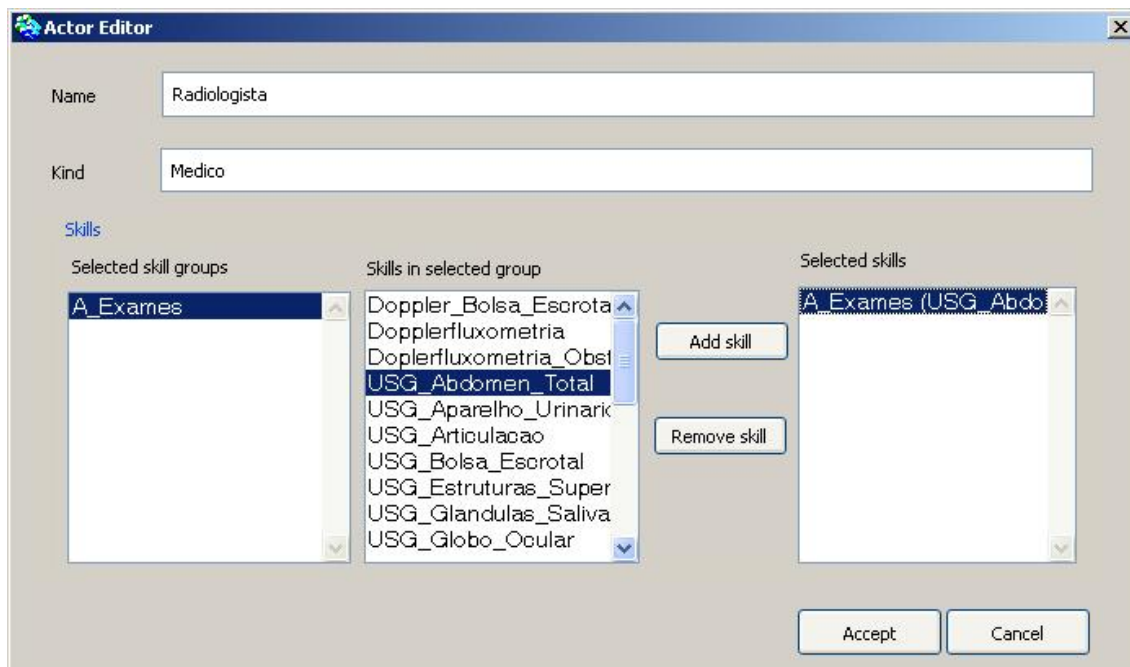 Actor Editor
Name
Radiologista
Kind
Medico
Skills
Selected skill groups
A_Exames
Skills in selected group
Doppler_Bolsa_Escrota
Dopplerfluxometria
Doplerfluxometria_Obst
USG_Abdomen_Total
USG_Aparelho_Urinaric
USG_Articulacao
USG_Bolsa_Escrotal
USG_Estruturas_Super
USG_Glandulas_Saliva
USG_Globo_Ocular
Add skill
Remove skill
Selected skills
A_Exames (USG_Abdo
Accept
Cancel